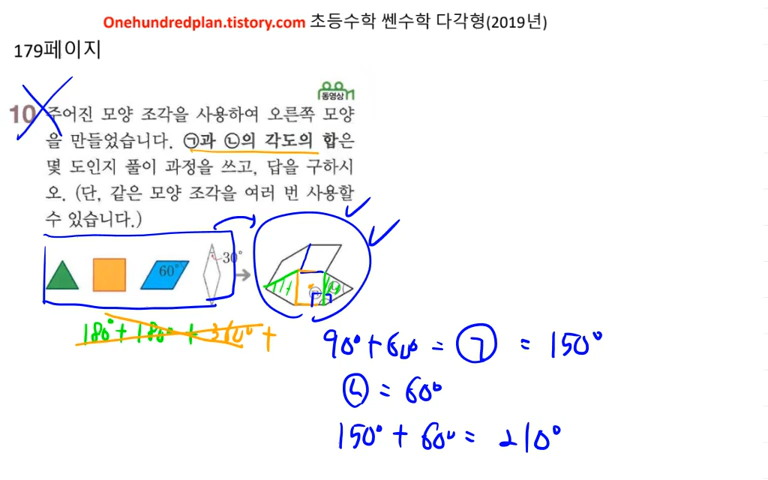 Onehundredplan.tistory.com 초등수학 쎈수학 다각형(2019년)
179페이지
동영상
10 주어진 모양 조각을 사용하여 오른쪽 모양
을 만들었습니다. ㉠과 ㉡의 각도의 합은
몇 도인지 풀이 과정을 쓰고, 답을 구하시
오. (단, 같은 모양 조각을 여러 번 사용할
수 있습니다.)
60° 30°
180°+180°+360°+
90°+60°=㉠=150°
㉡=60°
150°+60°=210°